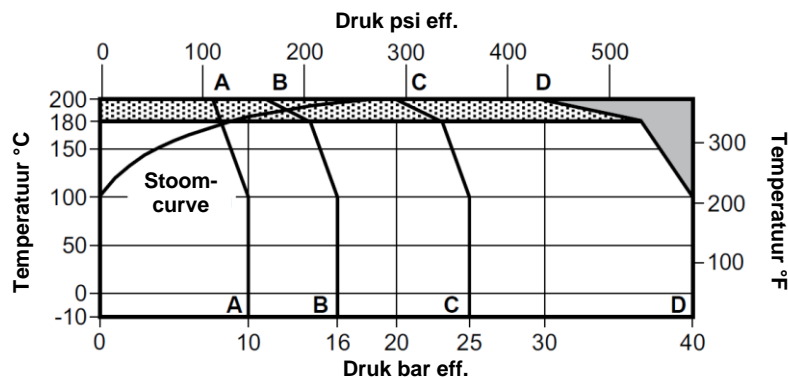 Druk psi eff.
0 100 200 300 400 500
A B C D
200
180
150
100
50
0
-10
300
200
100
Temperatuur °C
Temperatuur °F
Stoom-
curve
A B C D
0 10 16 20 25 30 40
Druk bar eff.